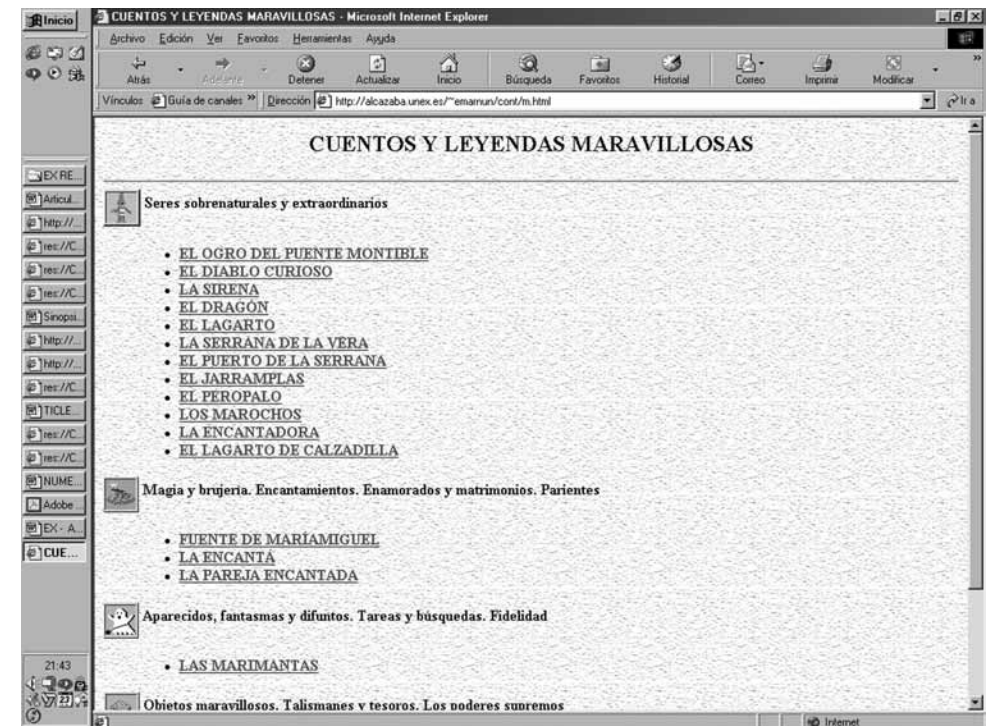 Inicio
CUENTOS Y LEYENDAS MARAVILLOSAS - Microsoft Internet Explorer
Archivo Edición Ver Favoritos Herramientas Ayuda
Atrás Adelante Detener Actualizar Inicio Búsqueda Favoritos Historial Correo Imprimir Modificar
Vínculos Guía de canales » Dirección http://alcazaba.unex.es/~emarnun/cont/m.html Ir a
CUENTOS Y LEYENDAS MARAVILLOSAS
Seres sobrenaturales y extraordinarios
• EL OGRO DEL PUENTE MONTIBLE
• EL DIABLO CURIOSO
• LA SIRENA
• EL DRAGÓN
• EL LAGARTO
• LA SERRANA DE LA VERA
• EL PUERTO DE LA SERRANA
• EL JARRAMPLAS
• EL PEROPALO
• LOS MAROCHOS
• LA ENCANTADORA
• EL LAGARTO DE CALZADILLA
Magia y brujería. Encantamientos. Enamorados y matrimonios. Parientes
• FUENTE DE MARÍAMIGUEL
• LA ENCANTÁ
• LA PAREJA ENCANTADA
Aparecidos, fantasmas y difuntos. Tareas y búsquedas. Fidelidad
• LAS MARIMANTAS
Objetos maravillosos. Talismanes y tesoros. Los poderes supremos
Internet
EX RE...
Articul...
http://...
res://C...
res://C...
res://C...
Sinopsi...
http://...
http://...
res://C...
TICLE...
res://C...
res://C...
NUME...
Adobe ...
EX - A...
CUE...
21:43